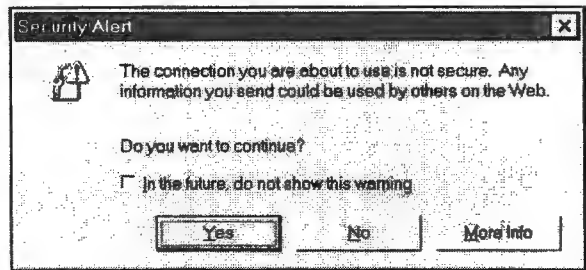 Security Alert
The connection you are about to use is not secure. Any
information you send could be used by others on the Web.
Do you want to continue?
In the future, do not show this warning
Yes No More Info